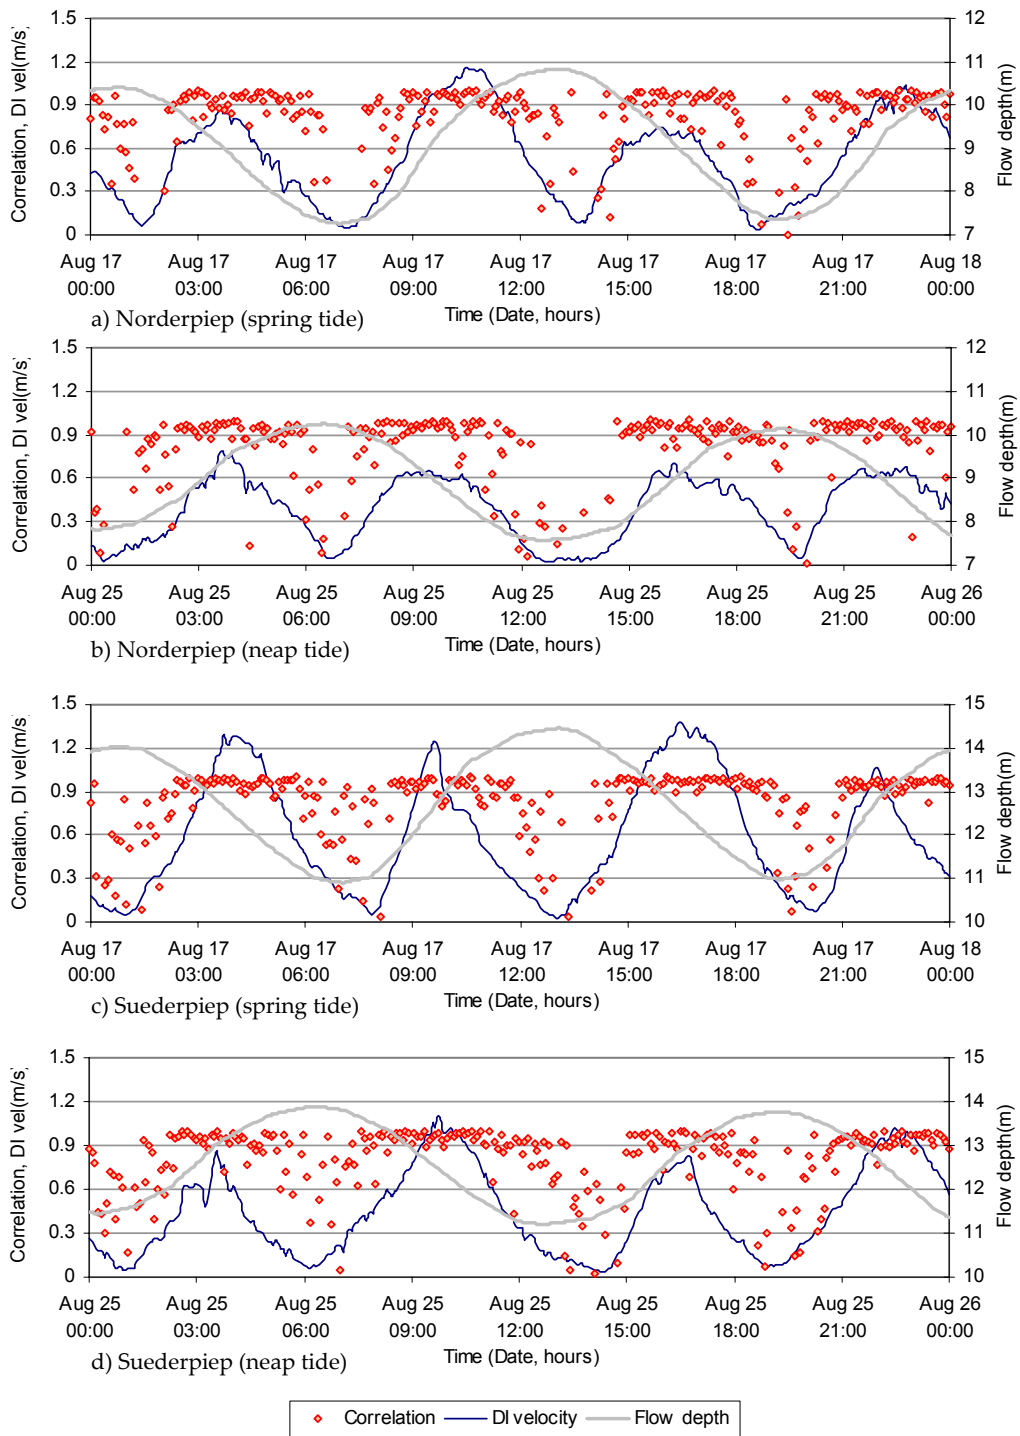 Correlation, DI vel(m/s)
1.5
1.2
0.9
0.6
0.3
0
12
11
10
9
8
7
Flow depth(m)
Aug 17 Aug 17 Aug 17 Aug 17 Aug 17 Aug 17 Aug 17 Aug 17 Aug 18
00:00 03:00 06:00 09:00 12:00 15:00 18:00 21:00 00:00
Time (Date, hours)
a) Norderpiep (spring tide)
Correlation, DI vel(m/s)
1.5
1.2
0.9
0.6
0.3
0
12
11
10
9
8
7
Flow depth(m)
Aug 25 Aug 25 Aug 25 Aug 25 Aug 25 Aug 25 Aug 25 Aug 25 Aug 26
00:00 03:00 06:00 09:00 12:00 15:00 18:00 21:00 00:00
Time (Date, hours)
b) Norderpiep (neap tide)
Correlation, DI vel(m/s)
1.5
1.2
0.9
0.6
0.3
0
15
14
13
12
11
10
Flow depth(m)
Aug 17 Aug 17 Aug 17 Aug 17 Aug 17 Aug 17 Aug 17 Aug 17 Aug 18
00:00 03:00 06:00 09:00 12:00 15:00 18:00 21:00 00:00
Time (Date, hours)
c) Suederpiep (spring tide)
Correlation, DI vel(m/s)
1.5
1.2
0.9
0.6
0.3
0
15
14
13
12
11
10
Flow depth(m)
Aug 25 Aug 25 Aug 25 Aug 25 Aug 25 Aug 25 Aug 25 Aug 25 Aug 26
00:00 03:00 06:00 09:00 12:00 15:00 18:00 21:00 00:00
Time (Date, hours)
d) Suederpiep (neap tide)
Correlation DI velocity Flow depth